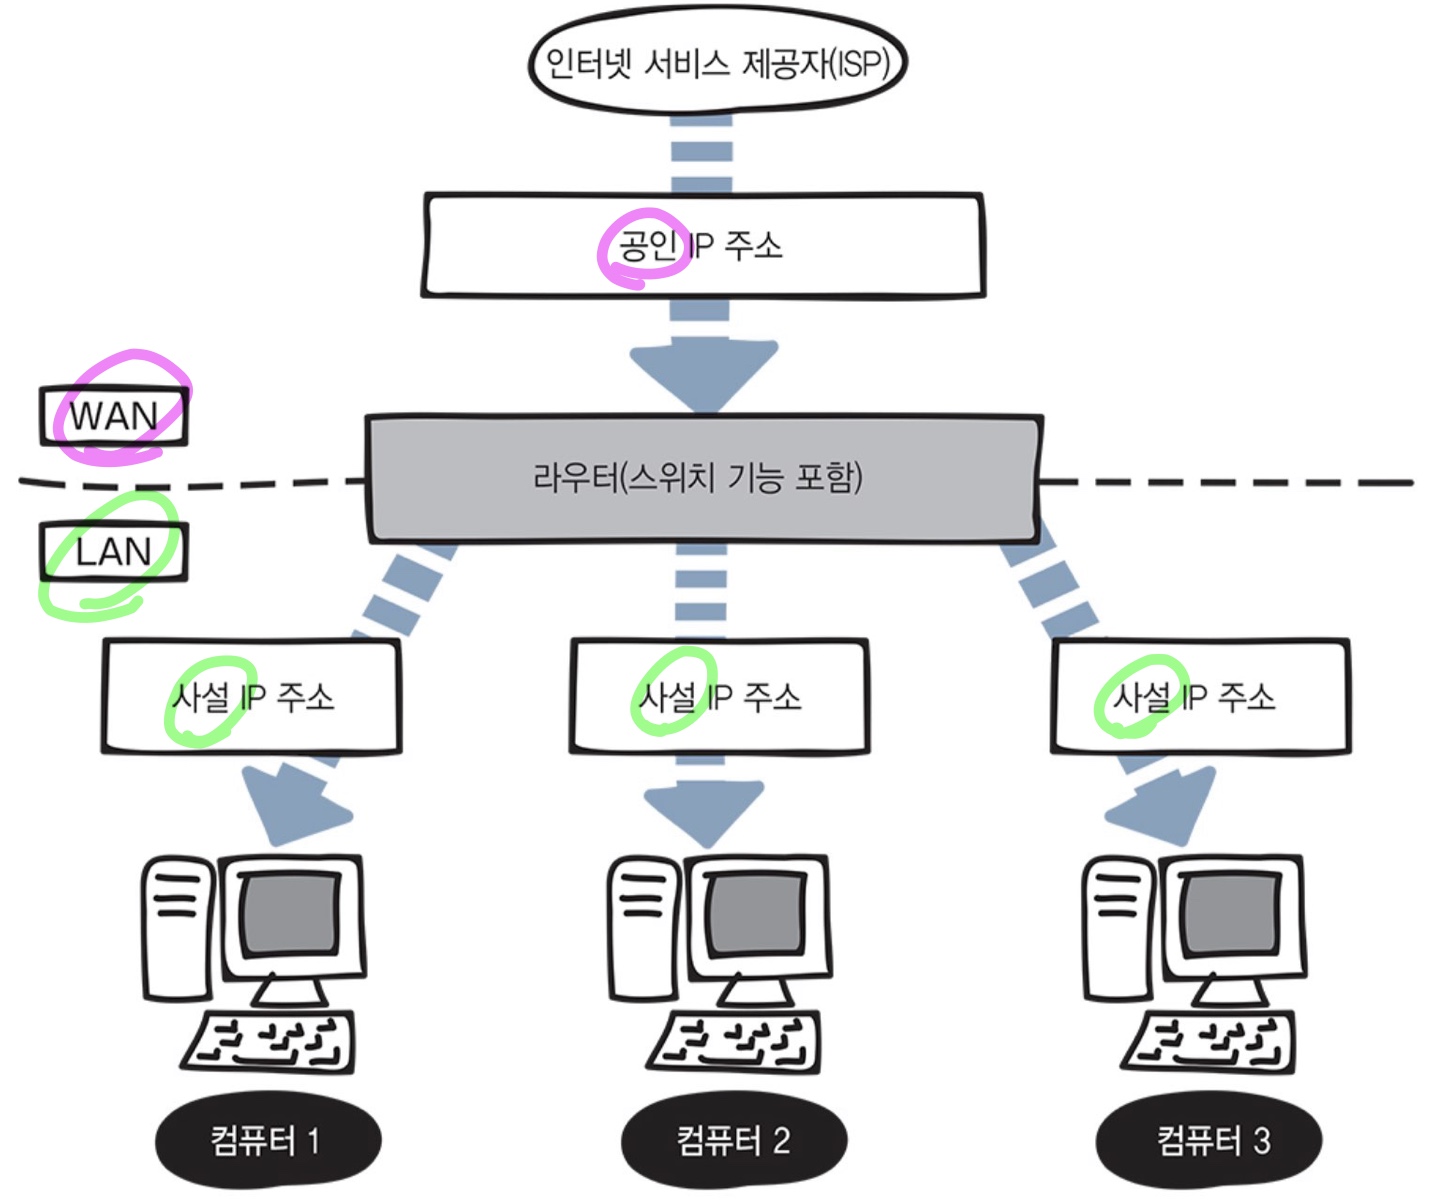 인터넷 서비스 제공자(ISP)
공인 IP 주소
WAN
라우터(스위치 기능 포함)
LAN
사설 IP 주소
사설 IP 주소
사설 IP 주소
컴퓨터 1
컴퓨터 2
컴퓨터 3